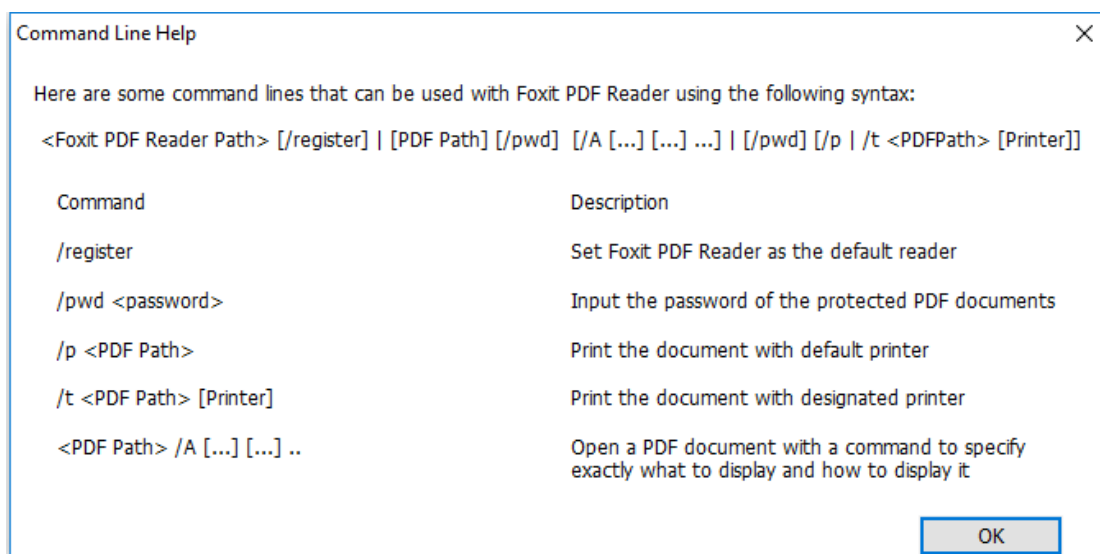 Command Line Help
Here are some command lines that can be used with Foxit PDF Reader using the following syntax:
<Foxit PDF Reader Path> [/register] | [PDF Path] [/pwd]  [/A [...] [...] ...] | [/pwd] [/p | /t <PDFPath> [Printer]]
Command Description
/register Set Foxit PDF Reader as the default reader
/pwd <password> Input the password of the protected PDF documents
/p <PDF Path> Print the document with default printer
/t <PDF Path> [Printer] Print the document with designated printer
<PDF Path> /A [...] [...] .. Open a PDF document with a command to specify
exactly what to display and how to display it
OK